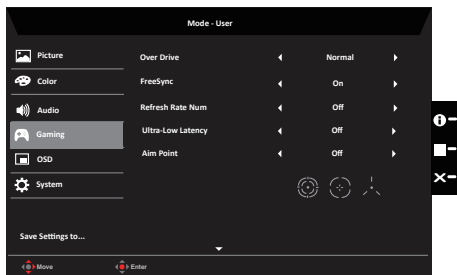 Mode - User
Picture
Color
Audio
Gaming
OSD
System
Save Settings to...
Over Drive Normal
FreeSync On
Refresh Rate Num Off
Ultra-Low Latency Off
Aim Point Off
Move Enter